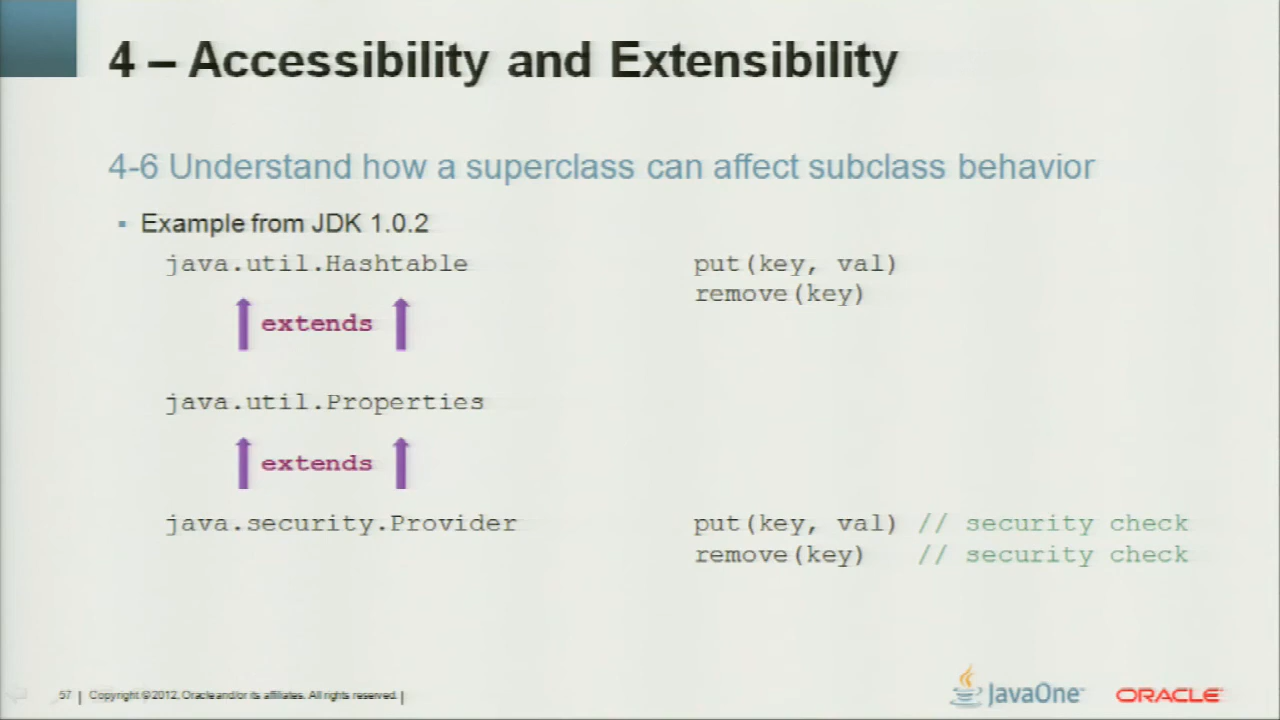 4 – Accessibility and Extensibility
4-6 Understand how a superclass can affect subclass behavior
Example from JDK 1.0.2
java.util.Hashtable put(key, val)
remove(key)
extends
java.util.Properties
extends
java.security.Provider put(key, val) // security check
remove(key) // security check
57 | Copyright © 2012, Oracle and/or its affiliates. All rights reserved. |
JavaOne ORACLE